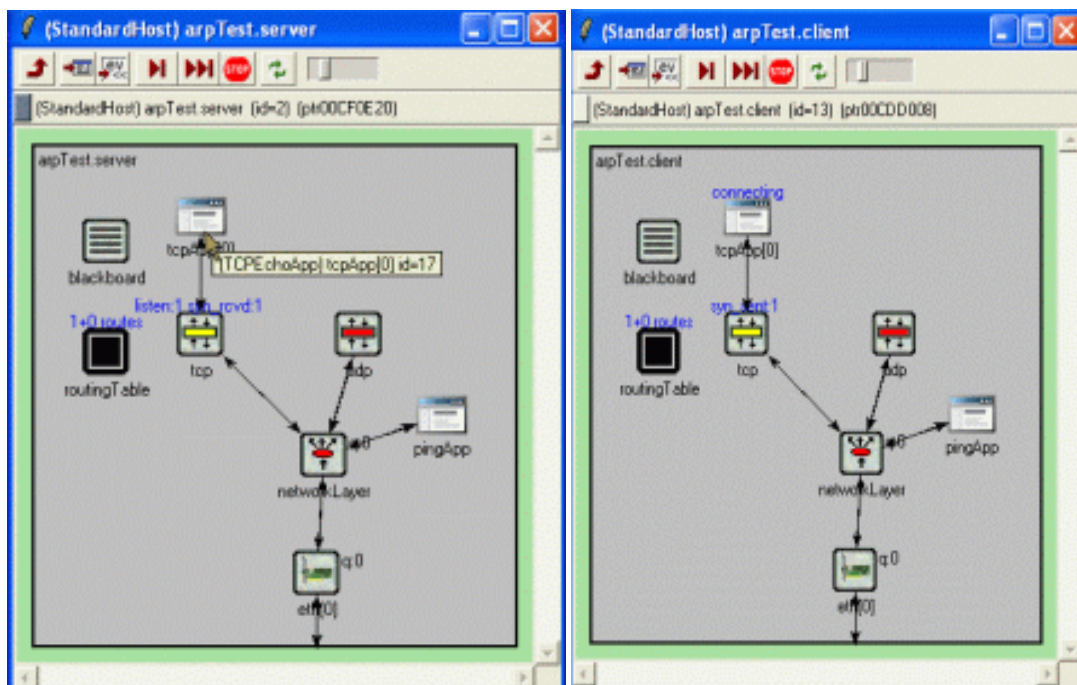 (StandardHost) arpTest.server
STOP
(StandardHost) arpTest.server (id=2) (ptr00CF0E20)
arpTest.server
blackboard
(TCPEchoApp) tcpApp[0] id=17
listen:1 syn_rcvd:1
1+0 routes
routingTable
tcp
udp
pingApp
networkLayer
q:0
eth[0]
(StandardHost) arpTest.client
STOP
(StandardHost) arpTest.client (id=13) (ptr00CDD008)
arpTest.client
connecting
tcpApp[0]
blackboard
syn_sent:1
1+0 routes
routingTable
tcp
udp
pingApp
networkLayer
q:0
eth[0]